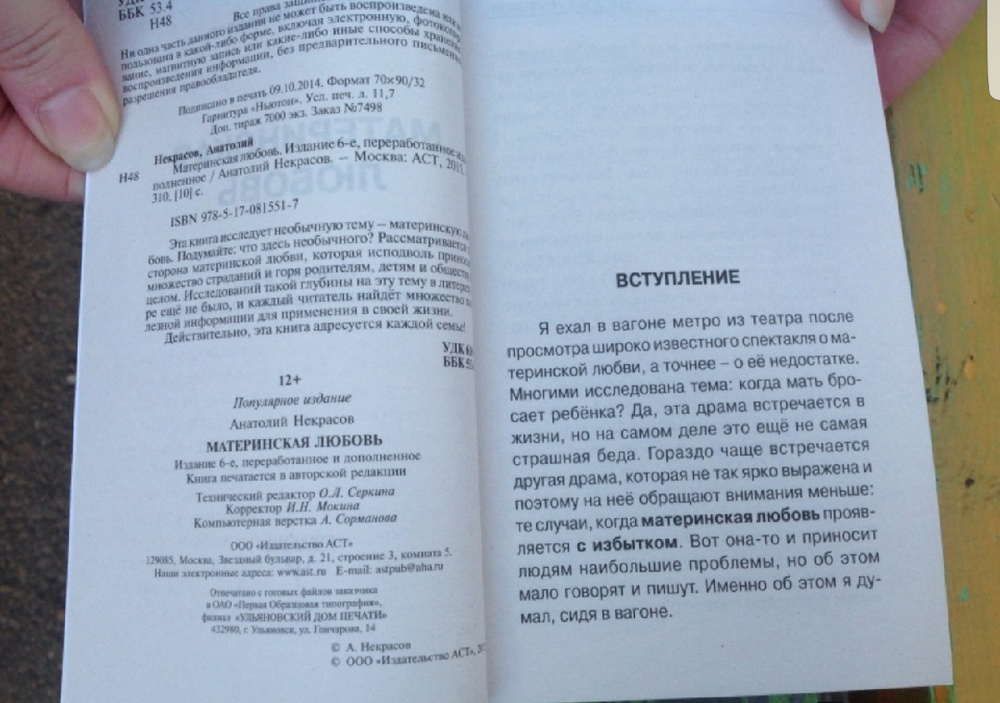 ББК 53.4
Н48
Все права защищ
Ни одна часть данного издания не может быть воспроизведена или
пользована в какой-либо форме, включая электронную, фотокопиро
вание, магнитную запись или какие-либо иные способы хранения
воспроизведения информации, без предварительного письменно
разрешения правообладателя.
Подписано в печать 09.10.2014. Формат 70×90/32
Гарнитура «Ньютон». Усл. печ. л. 11,7
Доп. тираж 7000 экз. Заказ №7498
Некрасов, Анатолий
Н48 Материнская любовь. Издание 6-е, переработанное и
полненное / Анатолий Некрасов. – Москва: АСТ, 2015.
310, [10] с.
ISBN 978-5-17-081551-7
Эта книга исследует необычную тему – материнскую
бовь. Подумайте: что здесь необычного? Рассматривается
сторона материнской любви, которая исподволь принос
множество страданий и горя родителям, детям и обществ
целом. Исследований такой глубины на эту тему в литера
ре ещё не было, и каждый читатель найдёт множество
лезной информации для применения в своей жизни.
Действительно, эта книга адресуется каждой семье!
УДК
ББК 53.
12+
Популярное издание
Анатолий Некрасов
МАТЕРИНСКАЯ ЛЮБОВЬ
Издание 6-е, переработанное и дополненное
Книга печатается в авторской редакции
Технический редактор О.Л. Серкина
Корректор И.Н. Мокина
Компьютерная верстка А. Сорманова
ООО «Издательство АСТ»
129085, Москва, Звездный бульвар, д. 21, строение 3, комната 5.
Наши электронные адреса: www.ast.ru E-mail: astpub@aha.ru
Отпечатано с готовых файлов заказчика
в ОАО «Первая Образцовая типография»,
филиал «УЛЬЯНОВСКИЙ ДОМ ПЕЧАТИ»
432980, г. Ульяновск, ул. Гончарова, 14
© А. Некрасов
© ООО «Издательство АСТ», 20
ВСТУПЛЕНИЕ
Я ехал в вагоне метро из театра после
просмотра широко известного спектакля о ма-
теринской любви, а точнее – о её недостатке.
Многими исследована тема: когда мать бро-
сает ребёнка? Да, эта драма встречается в
жизни, но на самом деле это ещё не самая
страшная беда. Гораздо чаще встречается
другая драма, которая не так ярко выражена и
поэтому на неё обращают внимания меньше:
те случаи, когда материнская любовь прояв-
ляется с избытком. Вот она-то и приносит
людям наибольшие проблемы, но об этом
мало говорят и пишут. Именно об этом я ду-
мал, сидя в вагоне.